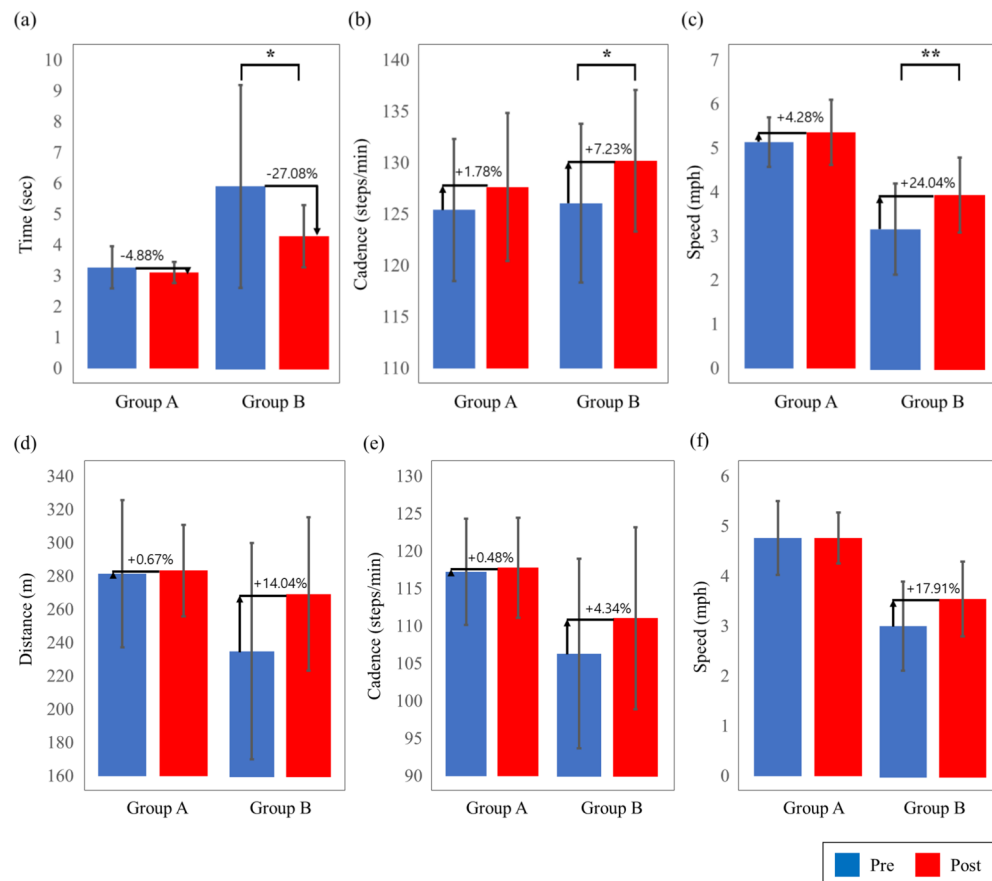 (a)
10
9
8
7
6
5
4
3
2
1
0
Time (sec)
*
-4.88%
-27.08%
Group A
Group B
(b)
140
135
130
125
120
115
110
Cadence (steps/min)
*
+1.78%
+7.23%
Group A
Group B
(c)
7
6
5
4
3
2
1
0
Speed (mph)
**
+4.28%
+24.04%
Group A
Group B
(d)
340
320
300
280
260
240
220
200
180
160
Distance (m)
+0.67%
+14.04%
Group A
Group B
(e)
130
125
120
115
110
105
100
95
90
Cadence (steps/min)
+0.48%
+4.34%
Group A
Group B
(f)
6
5
4
3
2
1
0
Speed (mph)
+17.91%
Group A
Group B
Pre
Post